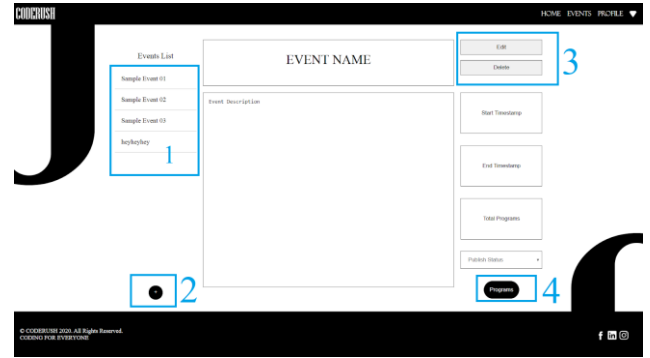 CODERUSH
HOME EVENTS PROFILE
Events List
Sample Event 01
Sample Event 02
Sample Event 03
heyheyhey
1
2
EVENT NAME
Event Description
Edit
Delete
3
Start Timestamp
End Timestamp
Total Programs
Publish Status
Programs
4
© CODERUSH 2020. All Rights Reserved.
CODING FOR EVERYONE